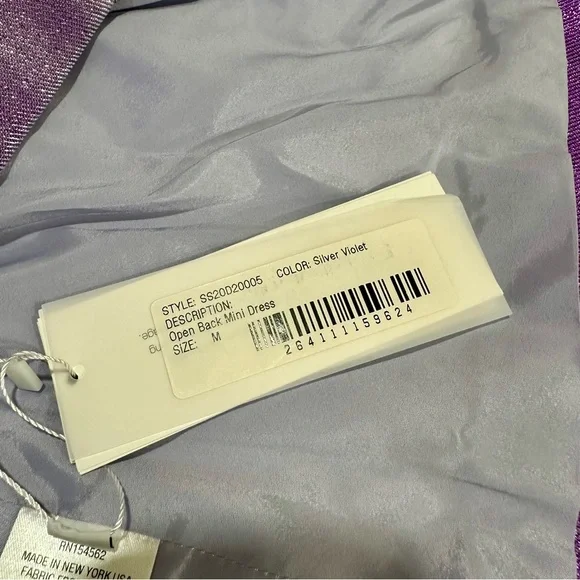 STYLE: SS20D20005 COLOR: Silver Violet
DESCRIPTION:
Open Back Mini Dress
SIZE: M
264111159624
RN154562
MADE IN NEW YORK USA